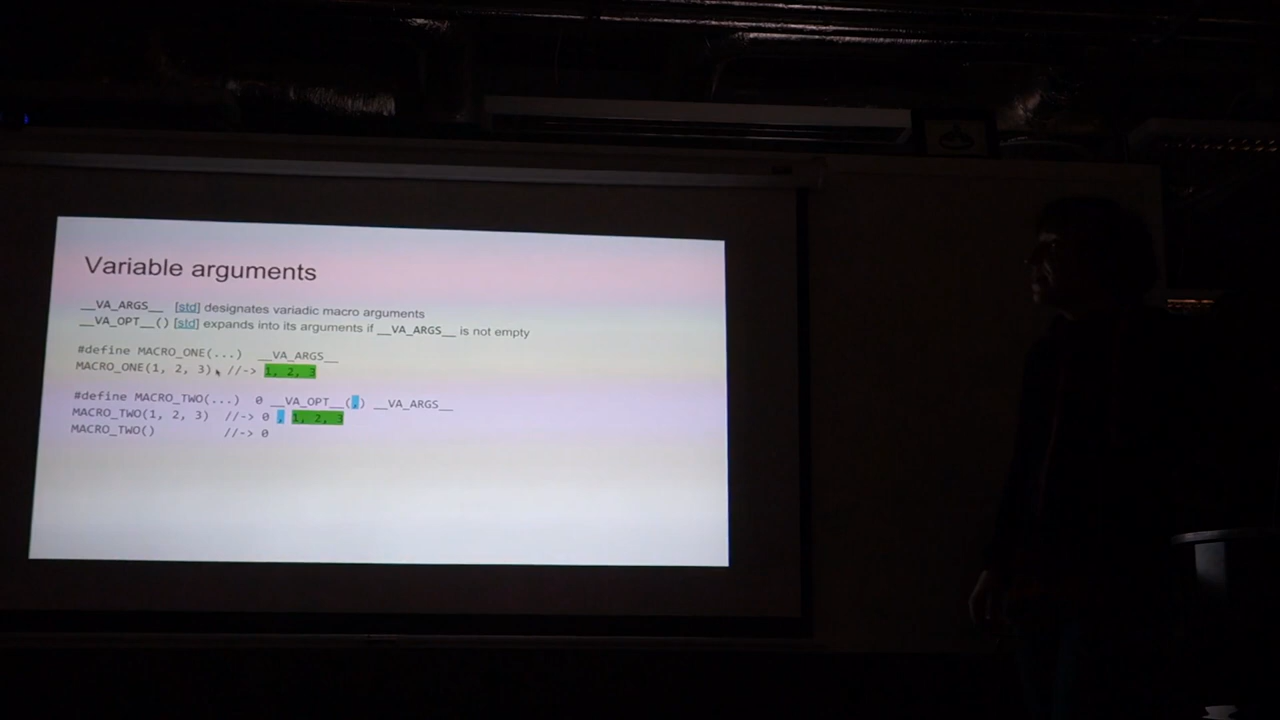 Variable arguments
__VA_ARGS__ [std] designates variadic macro arguments
__VA_OPT__() [std] expands into its arguments if __VA_ARGS__ is not empty
#define MACRO_ONE(...) __VA_ARGS__
MACRO_ONE(1, 2, 3) //-> 1, 2, 3
#define MACRO_TWO(...) 0 __VA_OPT__(,) __VA_ARGS__
MACRO_TWO(1, 2, 3) //-> 0 , 1, 2, 3
MACRO_TWO() //-> 0